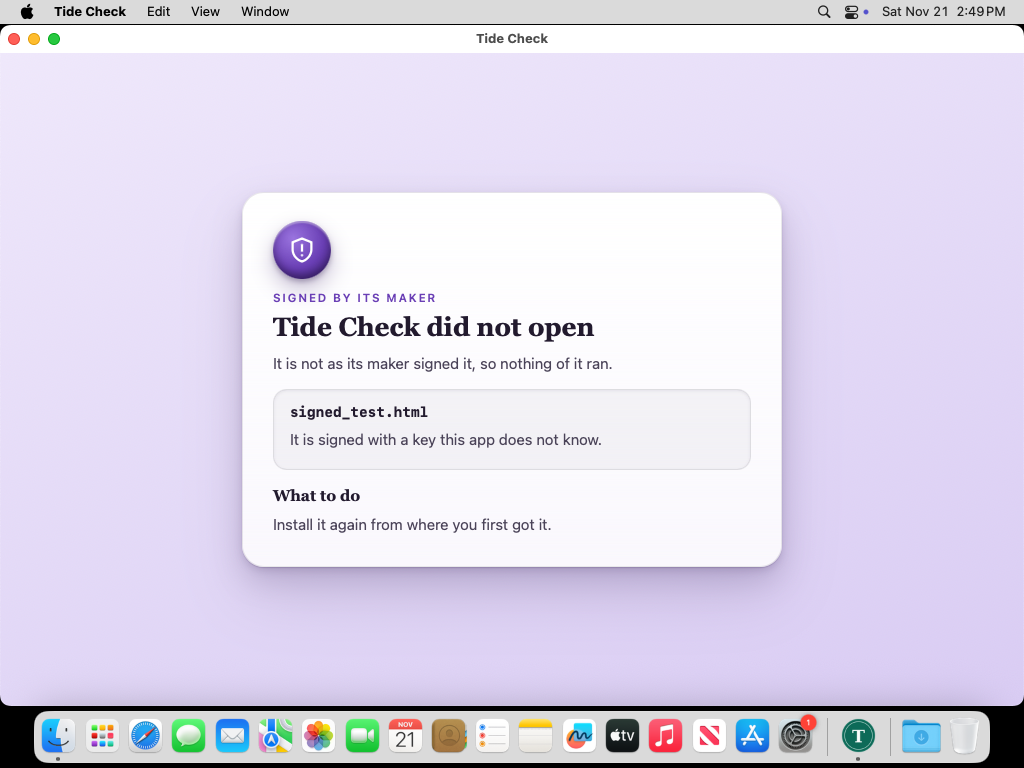 Tide Check Edit View Window Sat Nov 21 2:49 PM
Tide Check
SIGNED BY ITS MAKER
Tide Check did not open
It is not as its maker signed it, so nothing of it ran.
signed_test.html
It is signed with a key this app does not know.
What to do
Install it again from where you first got it.
NOV
21
tv
1
T